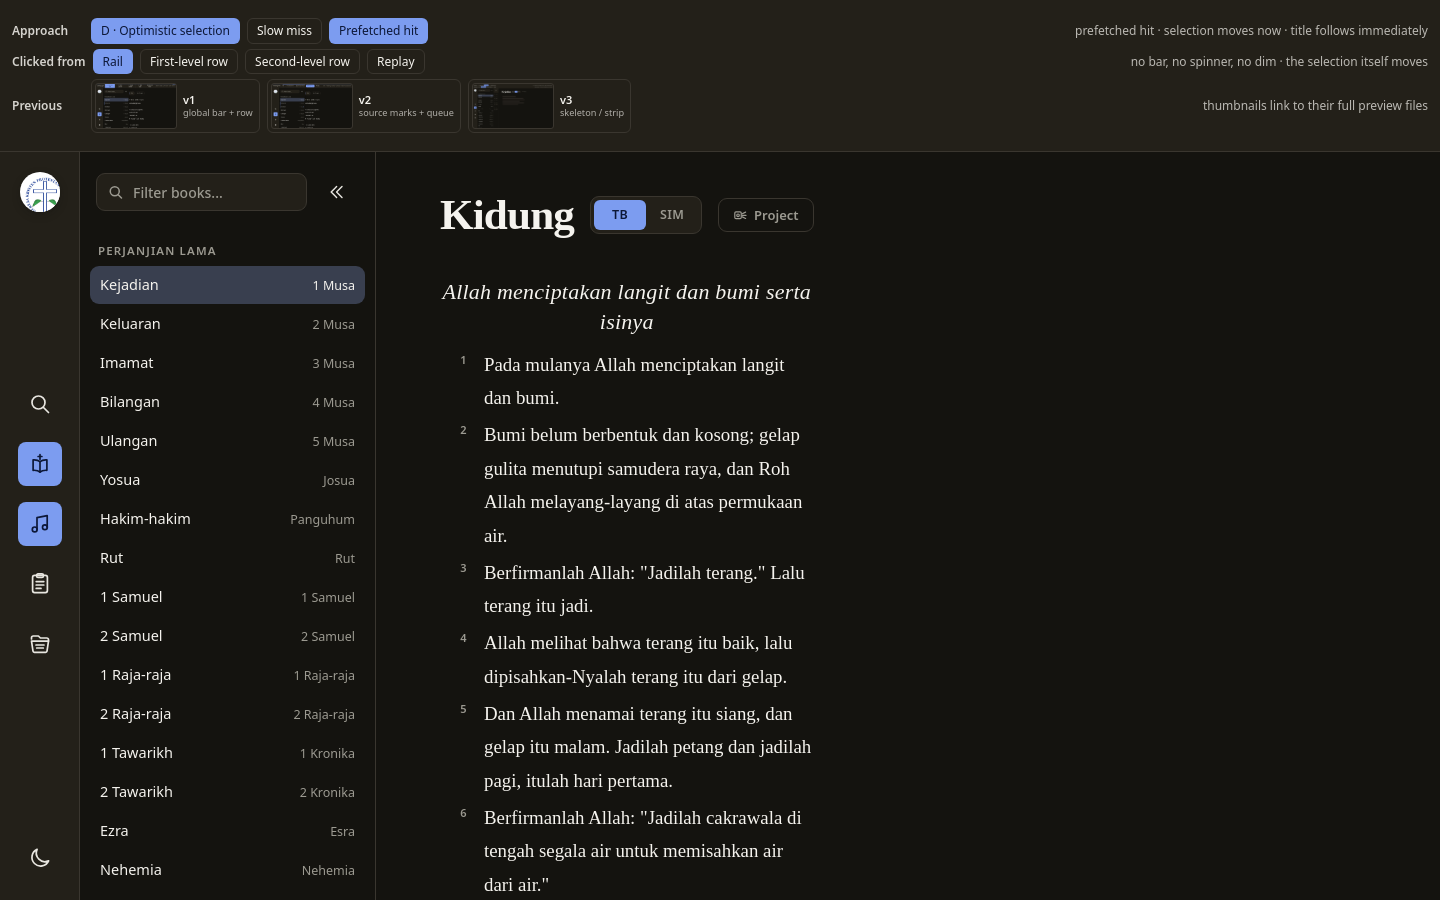 Approach
D · Optimistic selection
Slow miss
Prefetched hit
prefetched hit · selection moves now · title follows immediately
Clicked from
Rail
First-level row
Second-level row
Replay
no bar, no spinner, no dim · the selection itself moves
Previous
v1
global bar + row
v2
source marks + queue
v3
skeleton / strip
thumbnails link to their full preview files
Filter books...
PERJANJIAN LAMA
Kejadian 1 Musa
Keluaran 2 Musa
Imamat 3 Musa
Bilangan 4 Musa
Ulangan 5 Musa
Yosua Josua
Hakim-hakim Panguhum
Rut Rut
1 Samuel 1 Samuel
2 Samuel 2 Samuel
1 Raja-raja 1 Raja-raja
2 Raja-raja 2 Raja-raja
1 Tawarikh 1 Kronika
2 Tawarikh 2 Kronika
Ezra Esra
Nehemia Nehemia
Kidung
TB
SIM
Project
Allah menciptakan langit dan bumi serta
isinya
1 Pada mulanya Allah menciptakan langit
dan bumi.
2 Bumi belum berbentuk dan kosong; gelap
gulita menutupi samudera raya, dan Roh
Allah melayang-layang di atas permukaan
air.
3 Berfirmanlah Allah: "Jadilah terang." Lalu
terang itu jadi.
4 Allah melihat bahwa terang itu baik, lalu
dipisahkan-Nyalah terang itu dari gelap.
5 Dan Allah menamai terang itu siang, dan
gelap itu malam. Jadilah petang dan jadilah
pagi, itulah hari pertama.
6 Berfirmanlah Allah: "Jadilah cakrawala di
tengah segala air untuk memisahkan air
dari air."